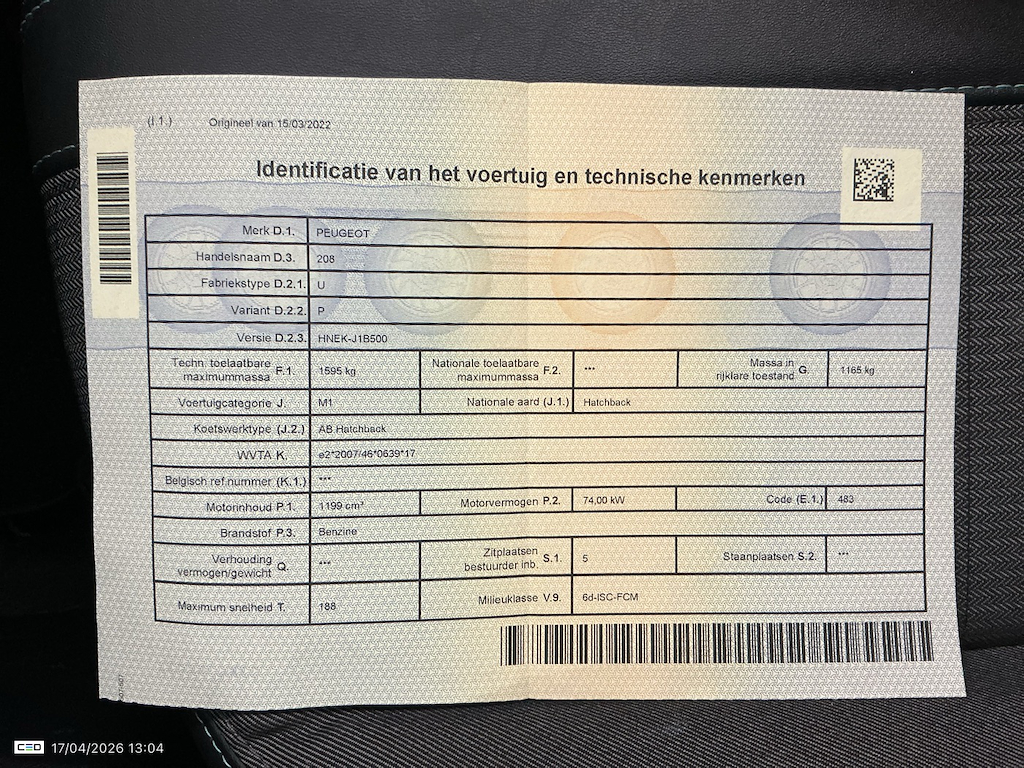 (I.1.) Origineel van 15/03/2022
Identificatie van het voertuig en technische kenmerken
Merk D.1. PEUGEOT
Handelsnaam D.3. 208
Fabriekstype D.2.1. U
Variant D.2.2. P
Versie D.2.3. HNEK-J1B500
Techn. toelaatbare maximummassa F.1. 1595 kg Nationale toelaatbare maximummassa F.2. *** Massa in rijklare toestand G. 1165 kg
Voertuigcategorie J. M1 Nationale aard (J.1.) Hatchback
Koetswerktype (J.2.) AB Hatchback
WVTA K. e2*2007/46*0639*17
Belgisch ref.nummer (K.1.) ***
Motorinhoud P.1. 1199 cm³ Motorvermogen P.2. 74,00 kW Code (E.1.) 483
Brandstof P.3. Benzine
Verhouding vermogen/gewicht Q. *** Zitplaatsen bestuurder inb. S.1. 5 Staanplaatsen S.2. ***
Maximum snelheid T. 188 Milieuklasse V.9. 6d-ISC-FCM
CEO 17/04/2026 13:04